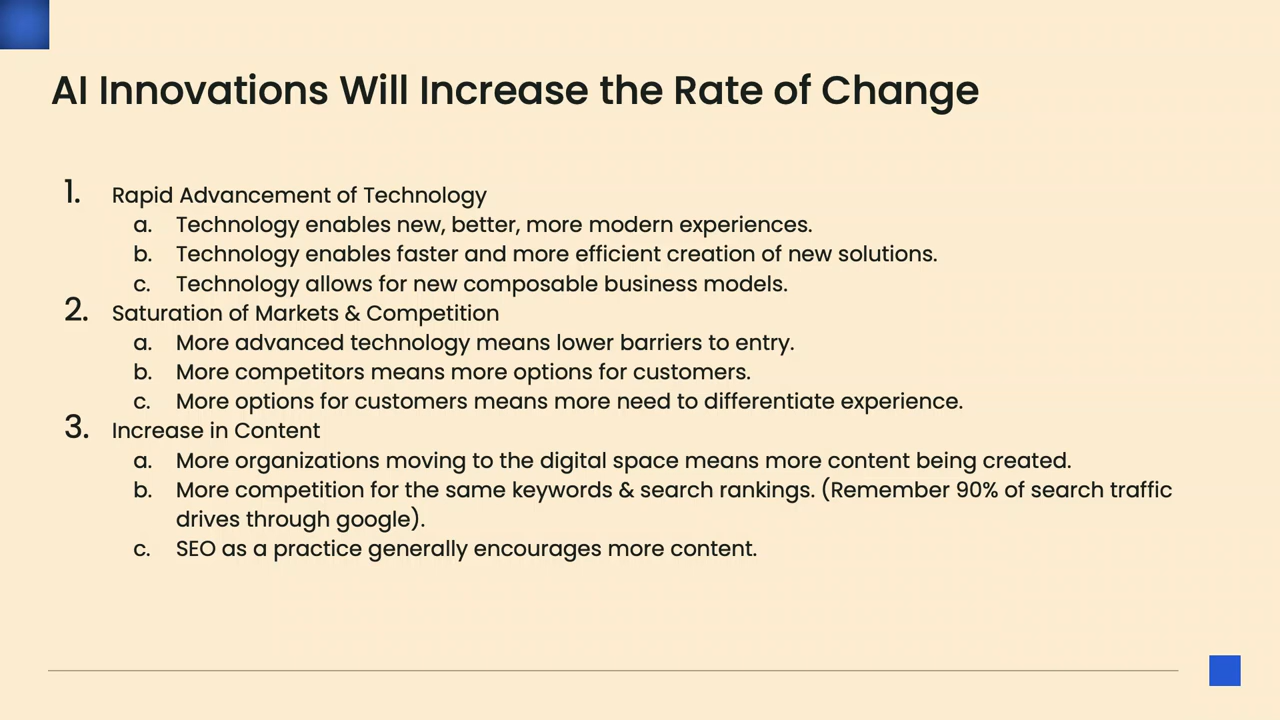 AI Innovations Will Increase the Rate of Change
1. Rapid Advancement of Technology
a. Technology enables new, better, more modern experiences.
b. Technology enables faster and more efficient creation of new solutions.
c. Technology allows for new composable business models.
2. Saturation of Markets & Competition
a. More advanced technology means lower barriers to entry.
b. More competitors means more options for customers.
c. More options for customers means more need to differentiate experience.
3. Increase in Content
a. More organizations moving to the digital space means more content being created.
b. More competition for the same keywords & search rankings. (Remember 90% of search traffic
drives through google).
c. SEO as a practice generally encourages more content.